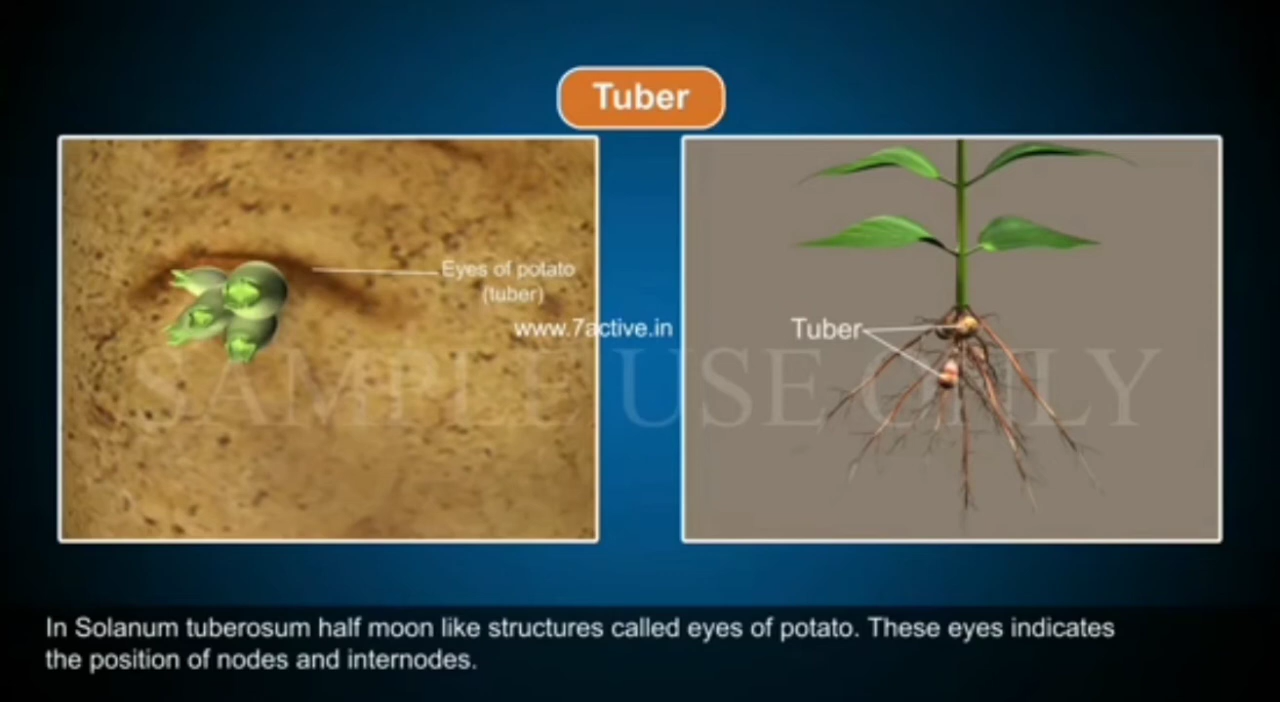 Tuber
Eyes of potato
(tuber)
www.7active.in
Tuber
SAMPLE USE ONLY
In Solanum tuberosum half moon like structures called eyes of potato. These eyes indicates
the position of nodes and internodes.